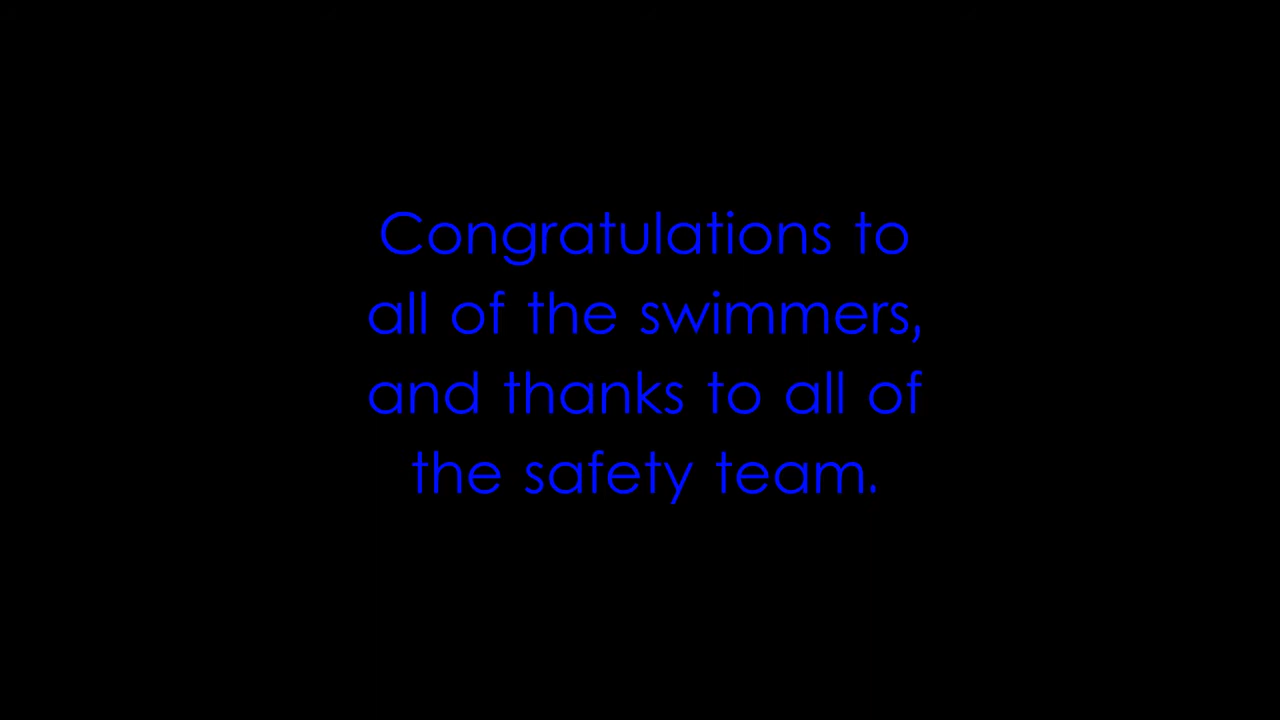 Congratulations to
all of the swimmers,
and thanks to all of
the safety team.